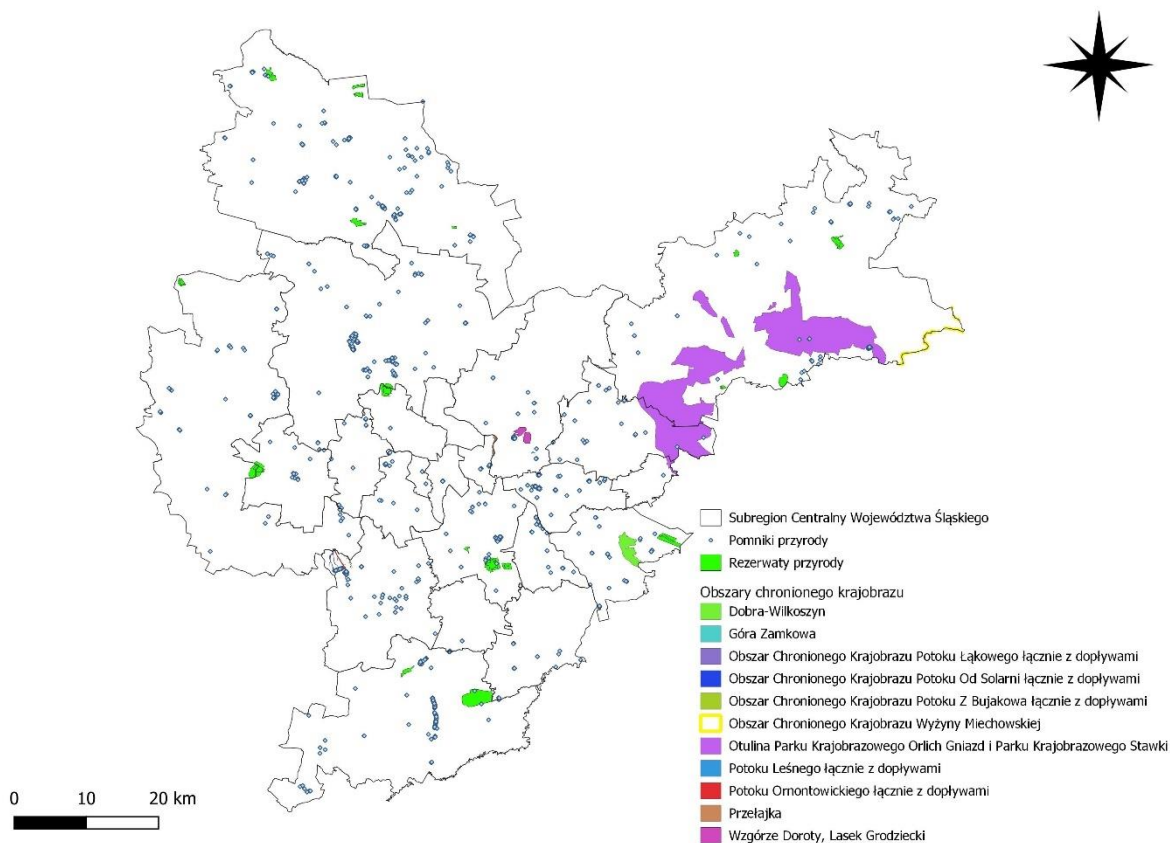 Subregion Centralny Województwa Śląskiego
Pomniki przyrody
Rezerwaty przyrody
Obszary chronionego krajobrazu
Dobra-Wilkoszyn
Góra Zamkowa
Obszar Chronionego Krajobrazu Potoku Łąkowego łącznie z dopływami
Obszar Chronionego Krajobrazu Potoku Od Solarni łącznie z dopływami
Obszar Chronionego Krajobrazu Potoku Z Bujakowa łącznie z dopływami
Obszar Chronionego Krajobrazu Wyżyny Miechowskiej
Otulina Parku Krajobrazowego Orlich Gniazd i Parku Krajobrazowego Stawki
Potoku Leśnego łącznie z dopływami
Potoku Ornontowickiego łącznie z dopływami
Przełajka
Wzgórze Doroty, Lasek Grodziecki
0 10 20 km